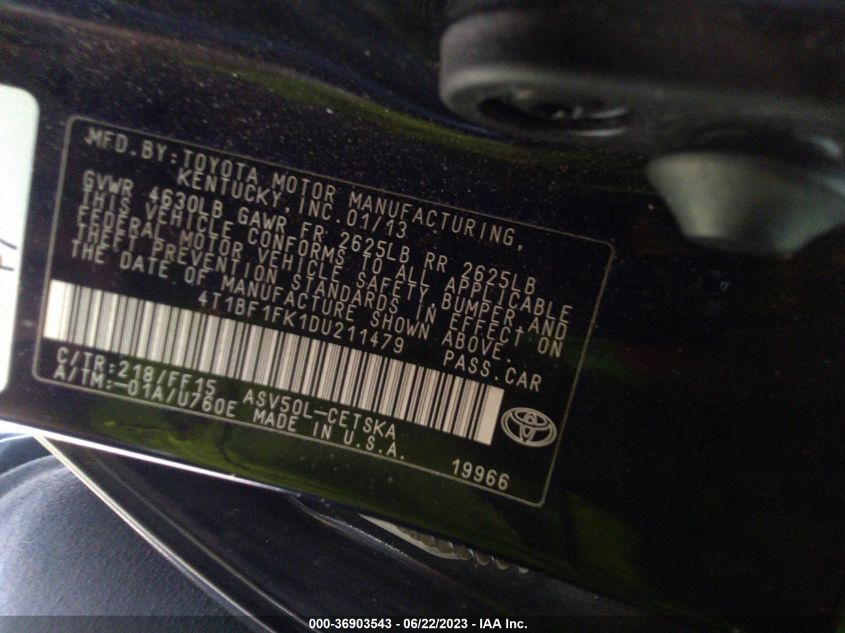 MFD.BY:TOYOTA MOTOR MANUFACTURING,
KENTUCKY,INC.01/13
GVWR 4630LB GAWR FR 2625LB RR 2625LB
THIS VEHICLE CONFORMS TO ALL APPLICABLE
FEDERAL MOTOR VEHICLE SAFETY, BUMPER AND
THEFT PREVENTION STANDARDS IN EFFECT ON
THE DATE OF MANUFACTURE SHOWN ABOVE.
4T1BF1FK1DU211479 PASS.CAR
C/TR:218/FF15 ASV50L-CETSKA
A/TM:-01A/U760E MADE IN U.S.A.
19966
000-36903543 - 06/22/2023 - IAA Inc.